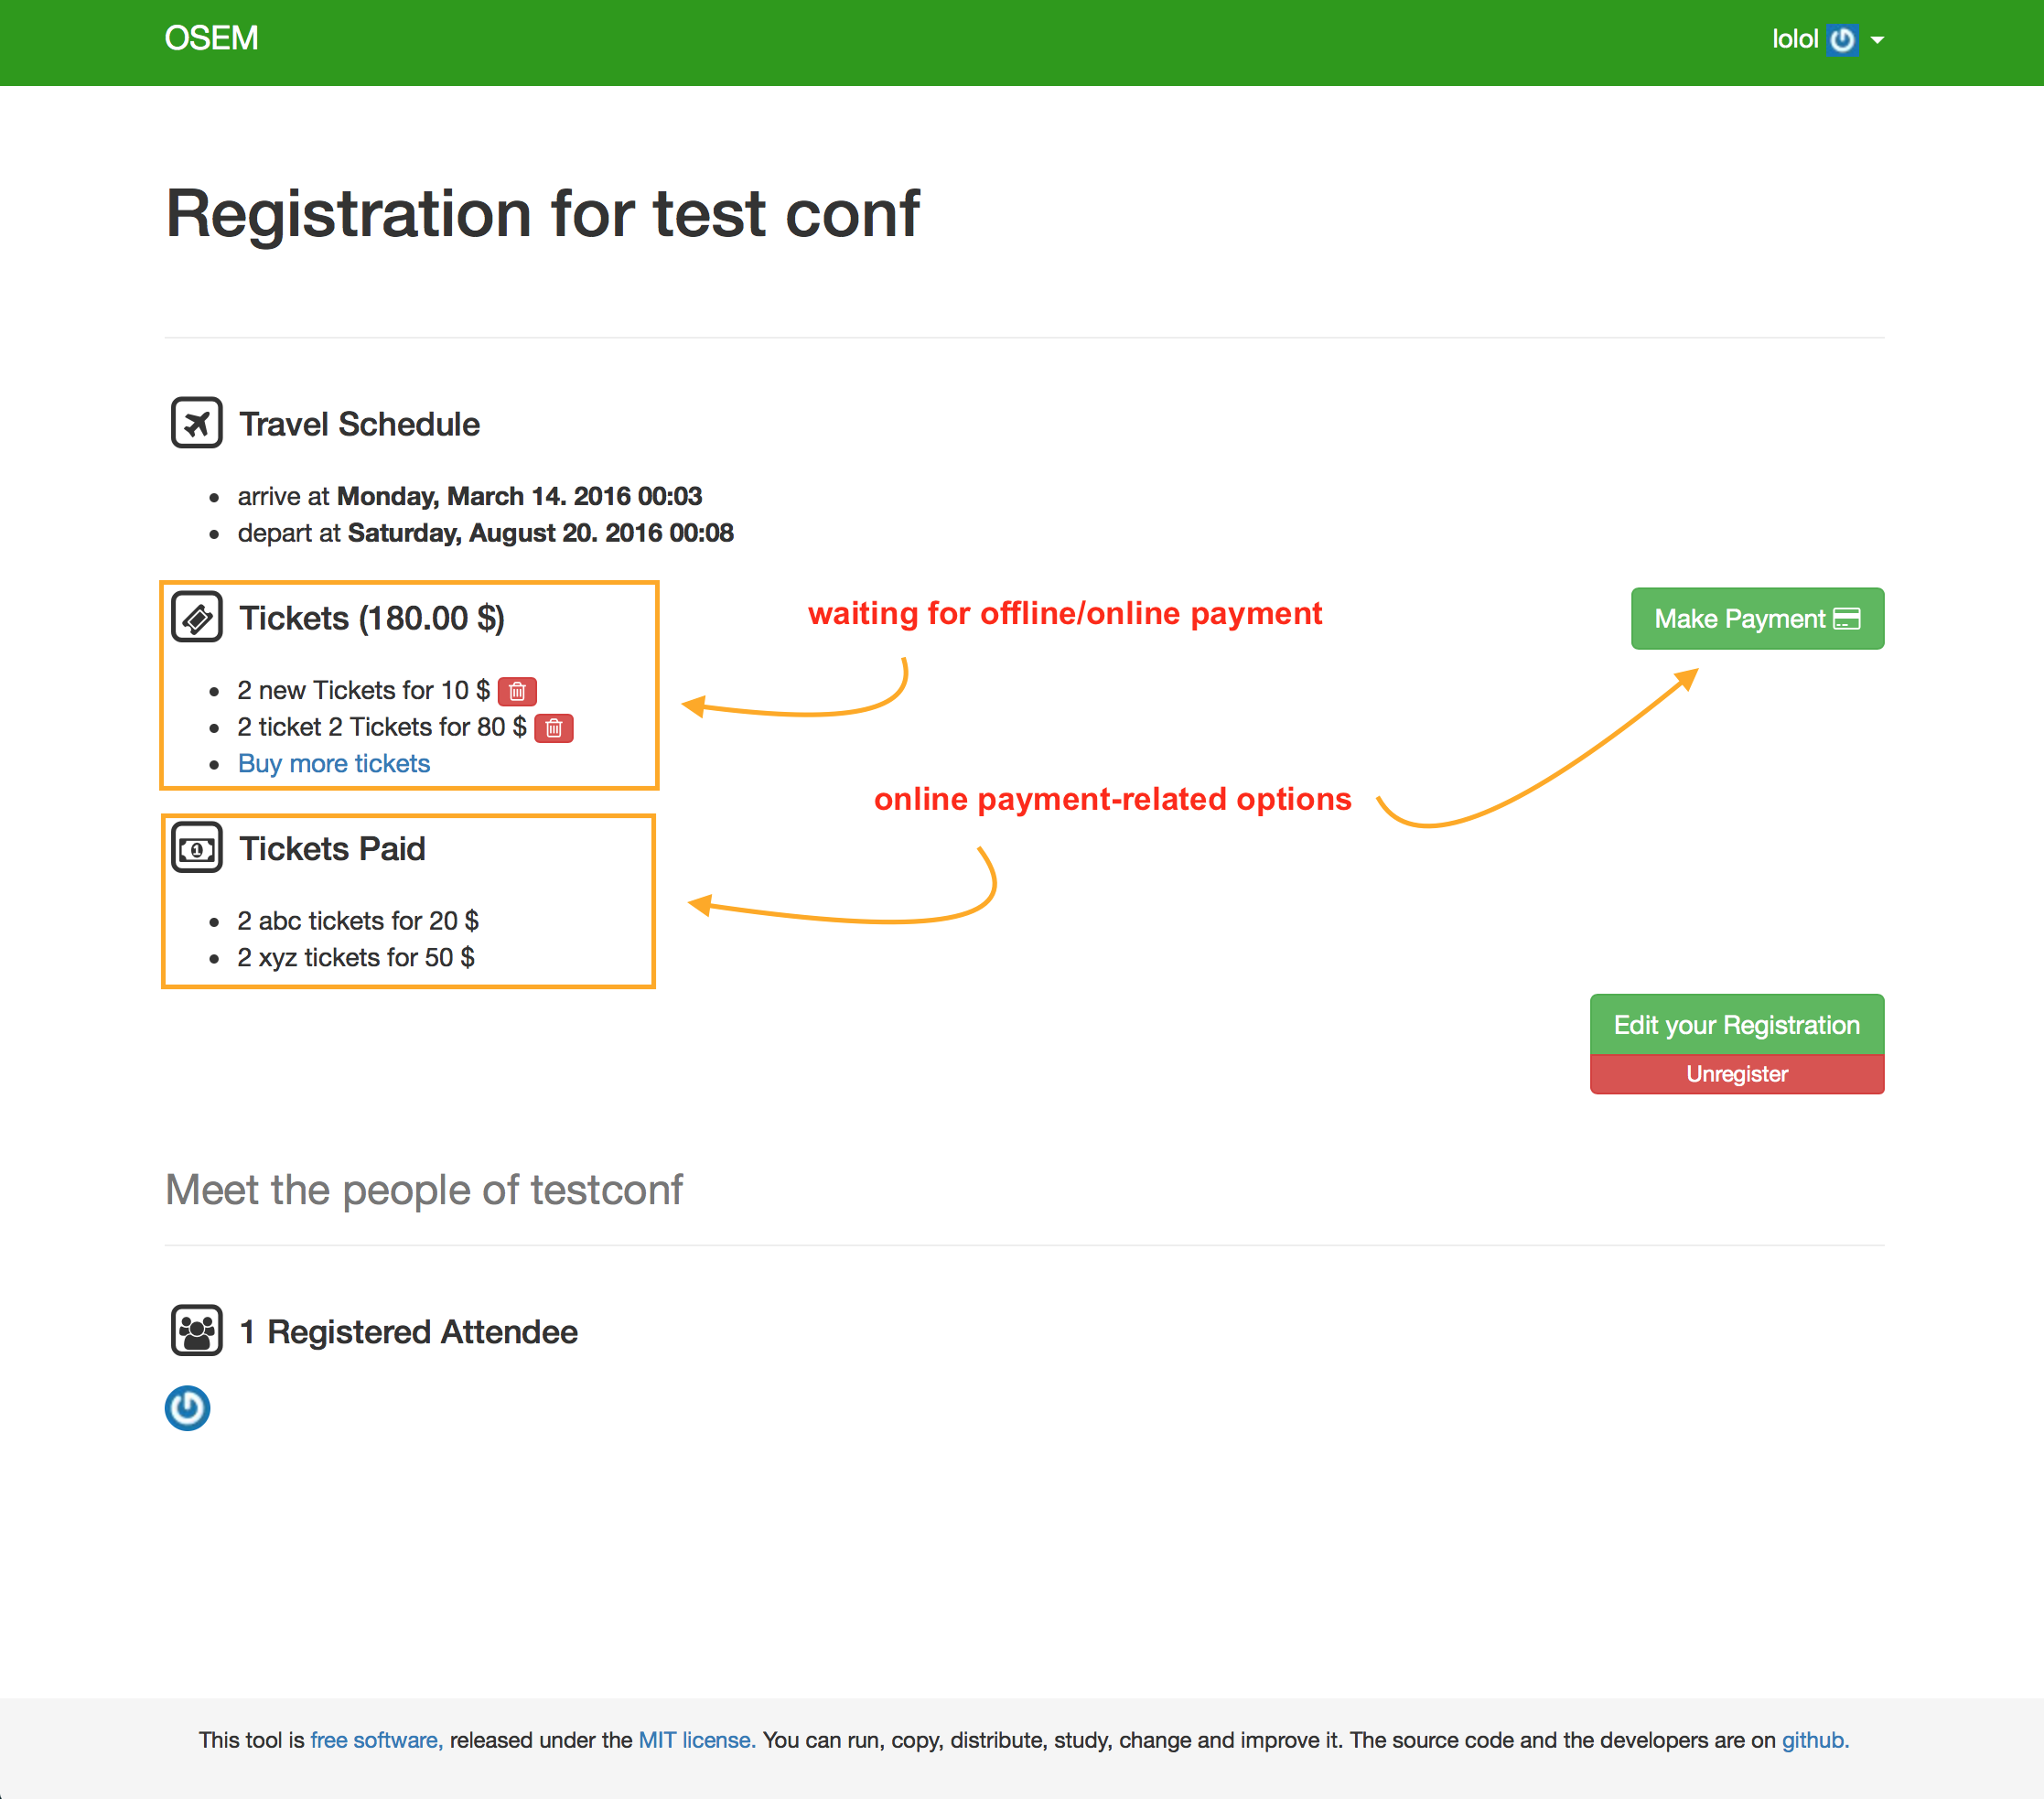 OSEM
lolol
Registration for test conf
Travel Schedule
arrive at Monday, March 14. 2016 00:03
depart at Saturday, August 20. 2016 00:08
Tickets (180.00 $)
waiting for offline/online payment
Make Payment
2 new Tickets for 10 $
2 ticket 2 Tickets for 80 $
Buy more tickets
online payment-related options
Tickets Paid
2 abc tickets for 20 $
2 xyz tickets for 50 $
Edit your Registration
Unregister
Meet the people of testconf
1 Registered Attendee
This tool is free software, released under the MIT license. You can run, copy, distribute, study, change and improve it. The source code and the developers are on github.